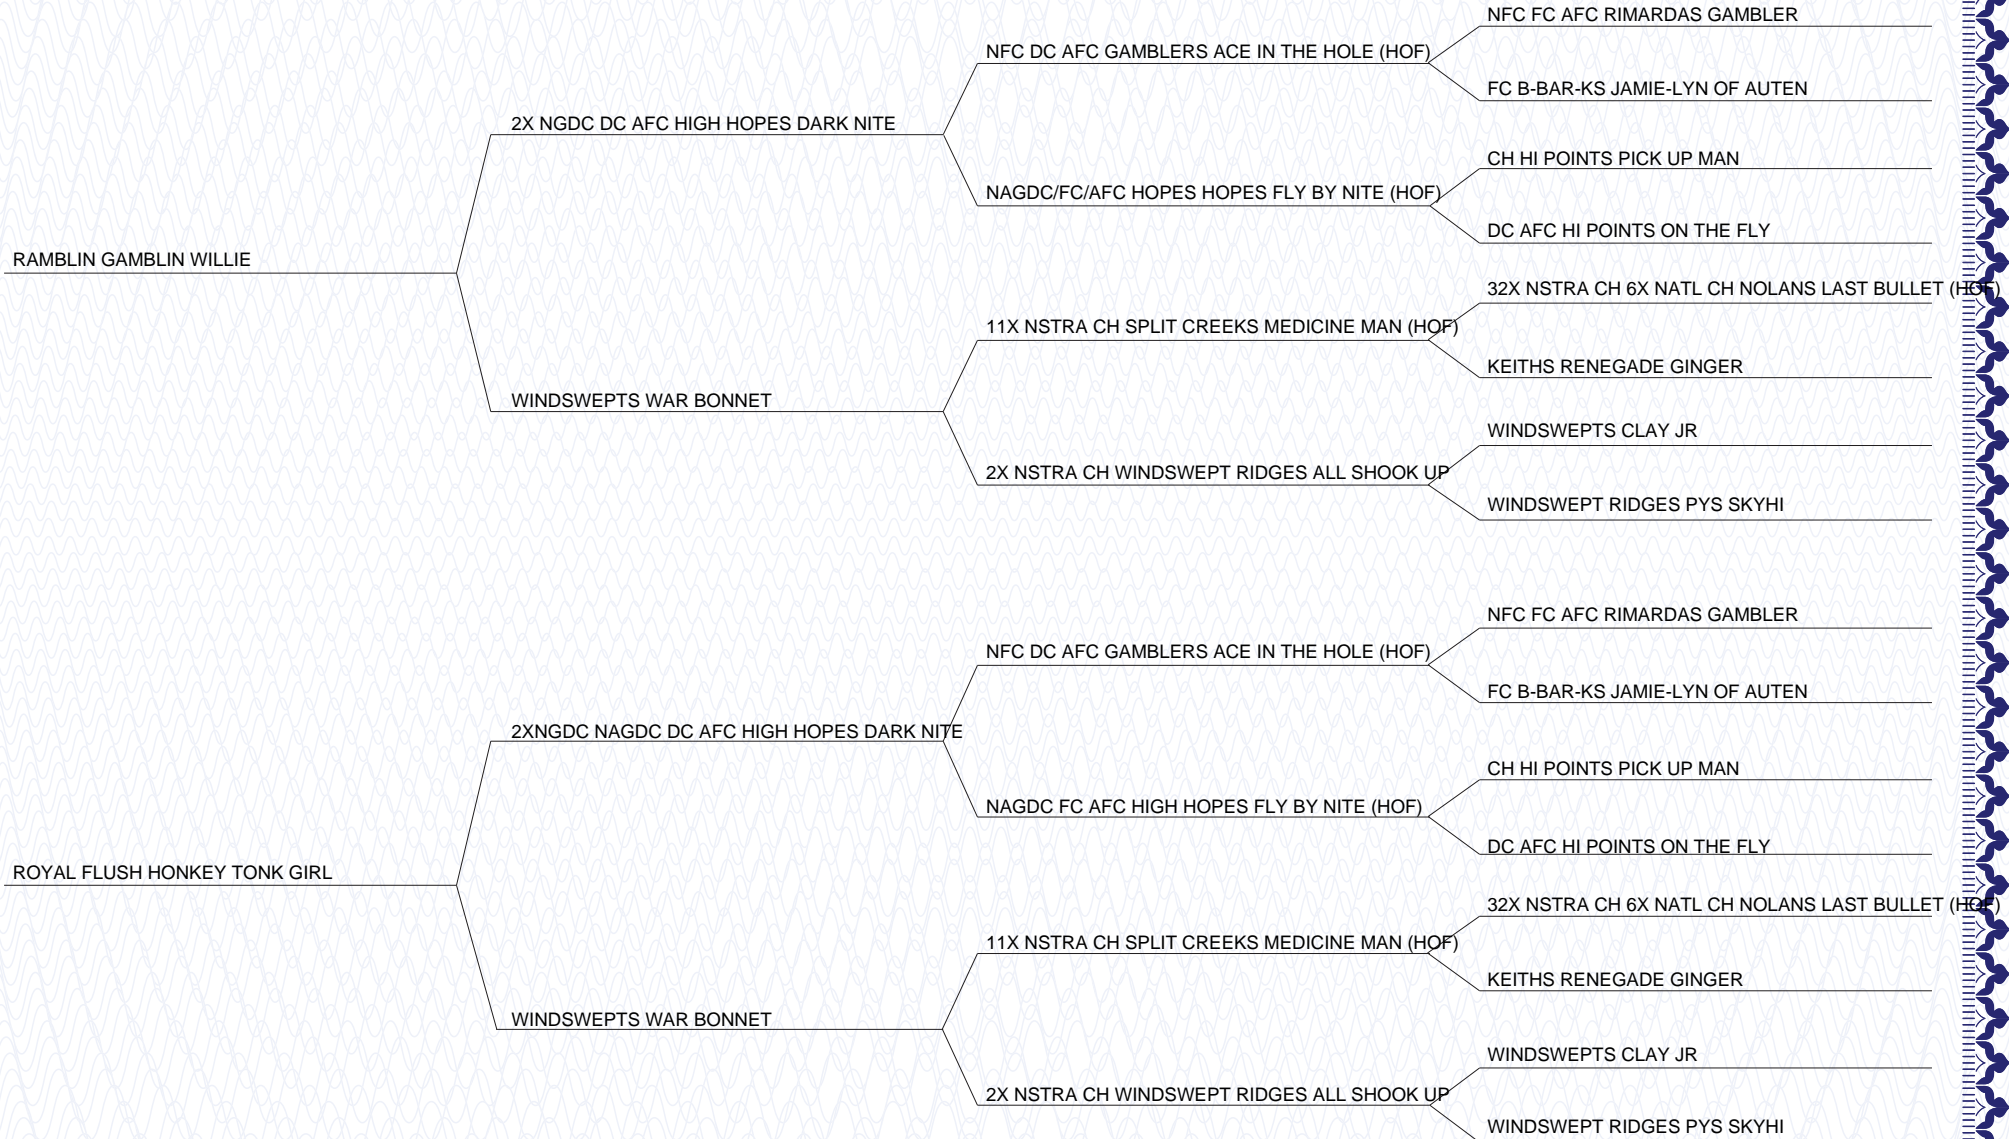 NFC FC AFC RIMARDAS GAMBLER
NFC DC AFC GAMBLERS ACE IN THE HOLE (HOF)
FC B-BAR-KS JAMIE-LYN OF AUTEN
2X NGDC DC AFC HIGH HOPES DARK NITE
CH HI POINTS PICK UP MAN
NAGDC/FC/AFC HOPES HOPES FLY BY NITE (HOF)
DC AFC HI POINTS ON THE FLY
RAMBLIN GAMBLIN WILLIE
32X NSTRA CH 6X NATL CH NOLANS LAST BULLET (HOF)
11X NSTRA CH SPLIT CREEKS MEDICINE MAN (HOF)
KEITHS RENEGADE GINGER
WINDSWEPTS WAR BONNET
WINDSWEPTS CLAY JR
2X NSTRA CH WINDSWEPT RIDGES ALL SHOOK UP
WINDSWEPT RIDGES PYS SKYHI
NFC FC AFC RIMARDAS GAMBLER
NFC DC AFC GAMBLERS ACE IN THE HOLE (HOF)
FC B-BAR-KS JAMIE-LYN OF AUTEN
2XNGDC NAGDC DC AFC HIGH HOPES DARK NITE
CH HI POINTS PICK UP MAN
NAGDC FC AFC HIGH HOPES FLY BY NITE (HOF)
DC AFC HI POINTS ON THE FLY
ROYAL FLUSH HONKEY TONK GIRL
32X NSTRA CH 6X NATL CH NOLANS LAST BULLET (HOF)
11X NSTRA CH SPLIT CREEKS MEDICINE MAN (HOF)
KEITHS RENEGADE GINGER
WINDSWEPTS WAR BONNET
WINDSWEPTS CLAY JR
2X NSTRA CH WINDSWEPT RIDGES ALL SHOOK UP
WINDSWEPT RIDGES PYS SKYHI